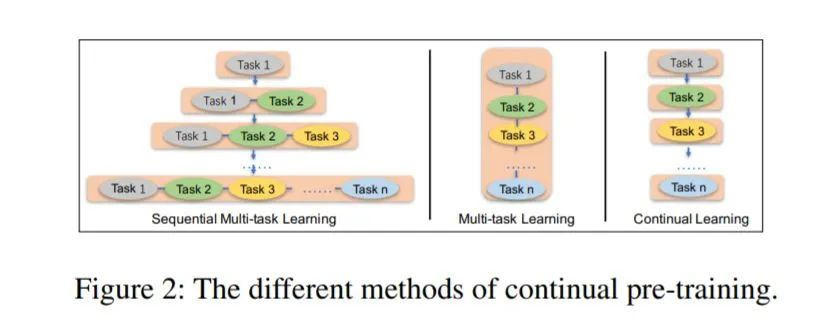 Task 1
Task 1 Task 2
Task 1 Task 2 Task 3
......
Task 1 Task 2 Task 3 ...... Task n
Sequential Multi-task Learning
Task 1
Task 2
Task 3
......
Task n
Multi-task Learning
Task 1
Task 2
Task 3
......
Task n
Continual Learning
Figure 2: The different methods of continual pre-training.